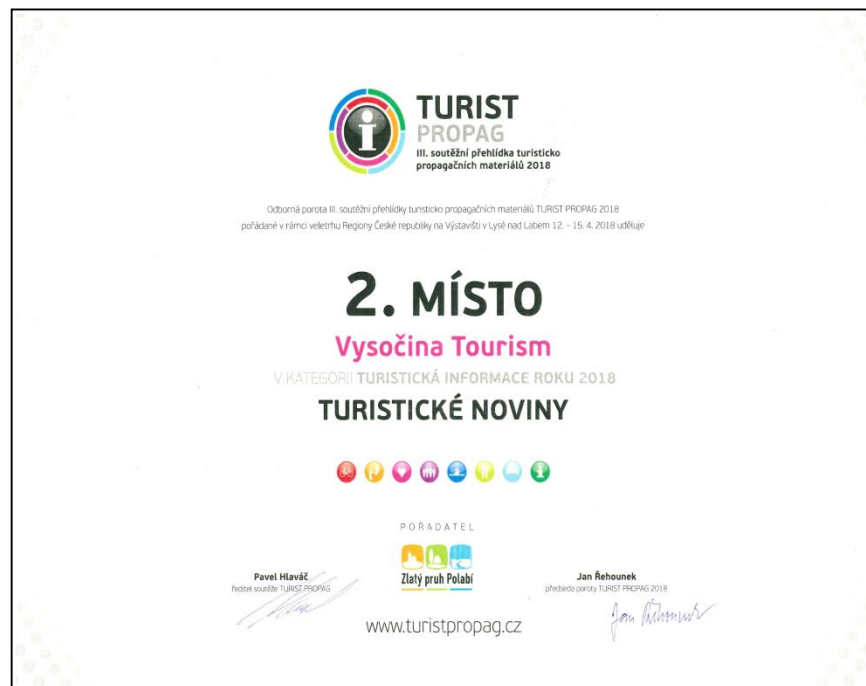 TURIST
PROPAG
III. soutěžní přehlídka turisticko
propagačních materiálů 2018
Odborná porota III. soutěžní přehlídky turisticko propagačních materiálů TURIST PROPAG 2018
pořádané v rámci veletrhu Regiony České republiky na Výstavišti v Lysé nad Labem 12. – 15. 4. 2018 uděluje
2. MÍSTO
Vysočina Tourism
V KATEGORII TURISTICKÁ INFORMACE ROKU 2018
TURISTICKÉ NOVINY
POŘADATEL
Zlatý pruh Polabí
Pavel Hlaváč
ředitel soutěže TURIST PROPAG
Jan Řehounek
předseda poroty TURIST PROPAG 2018
Jan Řehounek
www.turistpropag.cz